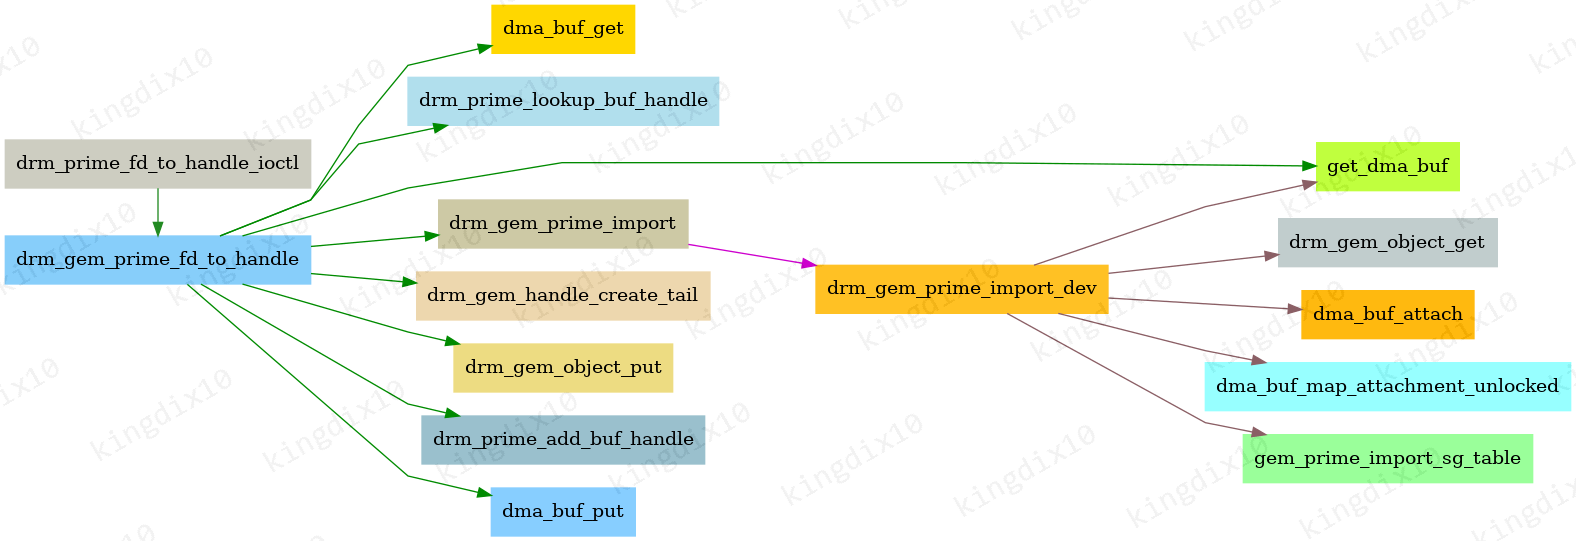 dma_buf_get
drm_prime_lookup_buf_handle
drm_prime_fd_to_handle_ioctl
get_dma_buf
drm_gem_prime_import
drm_gem_object_get
drm_gem_prime_fd_to_handle
drm_gem_prime_import_dev
drm_gem_handle_create_tail
dma_buf_attach
drm_gem_object_put
dma_buf_map_attachment_unlocked
drm_prime_add_buf_handle
gem_prime_import_sg_table
dma_buf_put
kingdix10